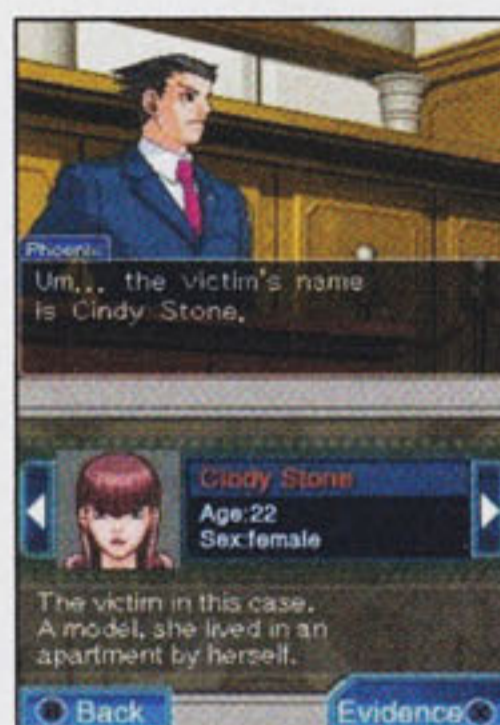 Phoenix
Um... the victim's name
is Cindy Stone.
Cindy Stone
Age:22
Sex:female
The victim in this case.
A model, she lived in an
apartment by herself.
Back
Evidence